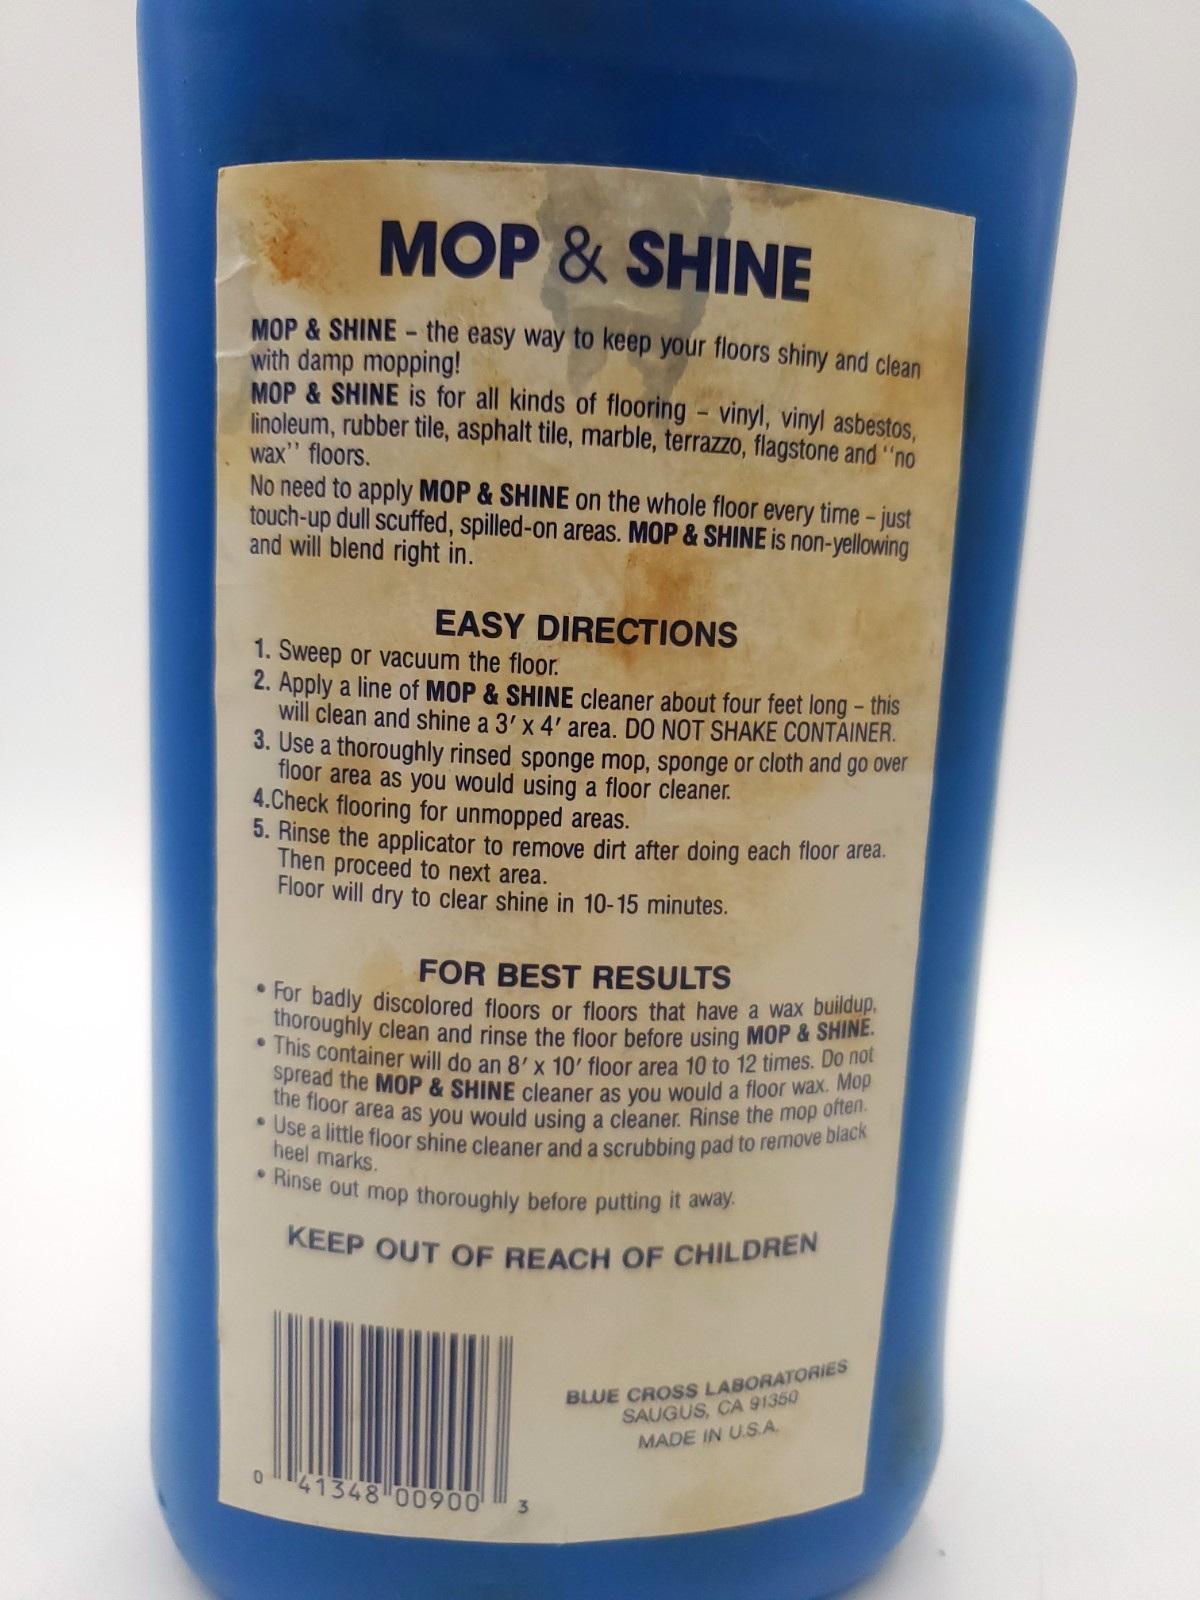 MOP & SHINE
MOP & SHINE – the easy way to keep your floors shiny and clean
with damp mopping!
MOP & SHINE is for all kinds of flooring – vinyl, vinyl asbestos,
linoleum, rubber tile, asphalt tile, marble, terrazzo, flagstone and "no
wax" floors.
No need to apply MOP & SHINE on the whole floor every time – just
touch-up dull scuffed, spilled-on areas. MOP & SHINE is non-yellowing
and will blend right in.
EASY DIRECTIONS
1. Sweep or vacuum the floor.
2. Apply a line of MOP & SHINE cleaner about four feet long – this
will clean and shine a 3' x 4' area. DO NOT SHAKE CONTAINER.
3. Use a thoroughly rinsed sponge mop, sponge or cloth and go over
floor area as you would using a floor cleaner.
4.Check flooring for unmopped areas.
5. Rinse the applicator to remove dirt after doing each floor area.
Then proceed to next area.
Floor will dry to clear shine in 10-15 minutes.
FOR BEST RESULTS
• For badly discolored floors or floors that have a wax buildup,
thoroughly clean and rinse the floor before using MOP & SHINE.
• This container will do an 8' x 10' floor area 10 to 12 times. Do not
spread the MOP & SHINE cleaner as you would a floor wax. Mop
the floor area as you would using a cleaner. Rinse the mop often.
• Use a little floor shine cleaner and a scrubbing pad to remove black
heel marks.
• Rinse out mop thoroughly before putting it away.
KEEP OUT OF REACH OF CHILDREN
BLUE CROSS LABORATORIES
SAUGUS, CA 91350
MADE IN U.S.A.
0 41348 00900 3